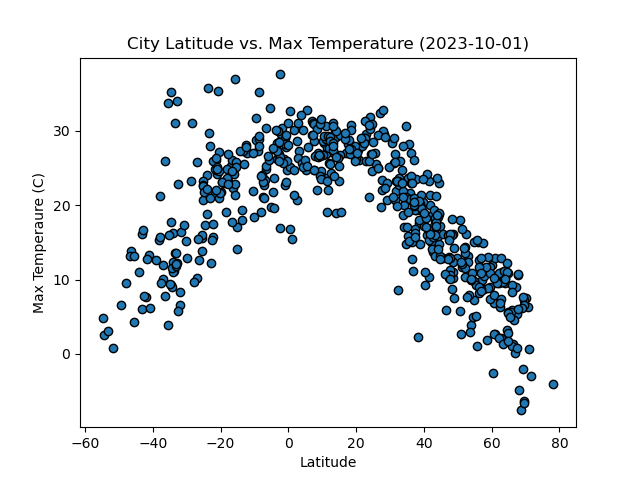 City Latitude vs. Max Temperature (2023-10-01)
30
20
10
0
Max Temperaure (C)
−60 −40 −20 0 20 40 60 80
Latitude